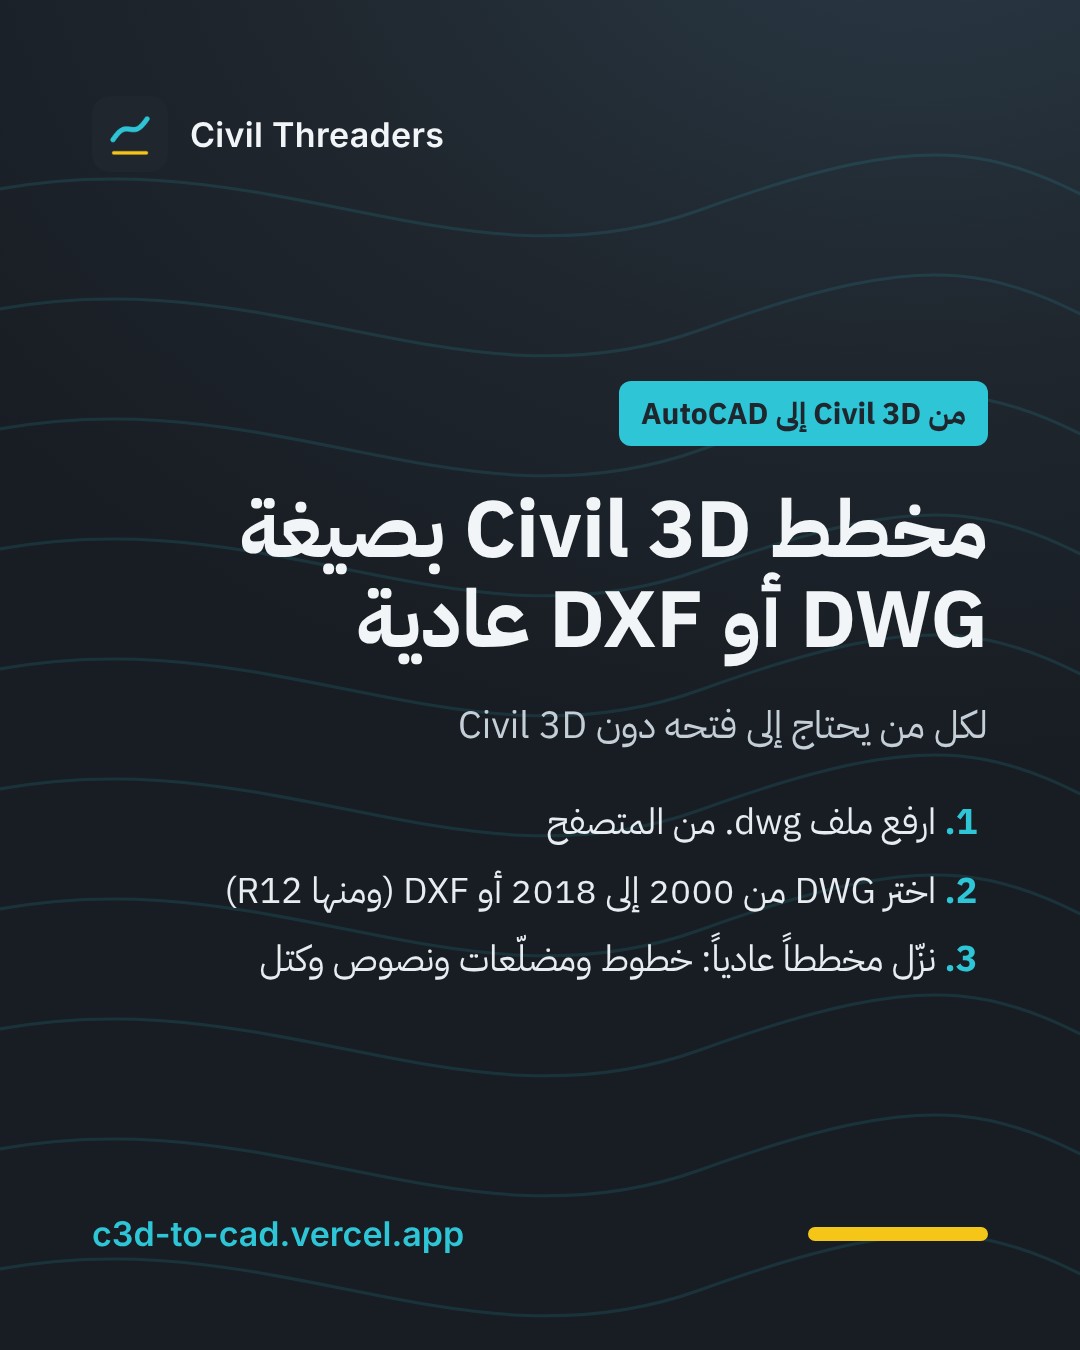 Civil Threaders
من Civil 3D إلى AutoCAD
مخطط Civil 3D بصيغة
DWG أو DXF عادية
لكل من يحتاج إلى فتحه دون Civil 3D
1. ارفع ملف dwg. من المتصفح
2. اختر DWG من 2000 إلى 2018 أو DXF (ومنها R12)
3. نزّل مخططاً عادياً: خطوط ومضلّعات ونصوص وكتل
c3d-to-cad.vercel.app